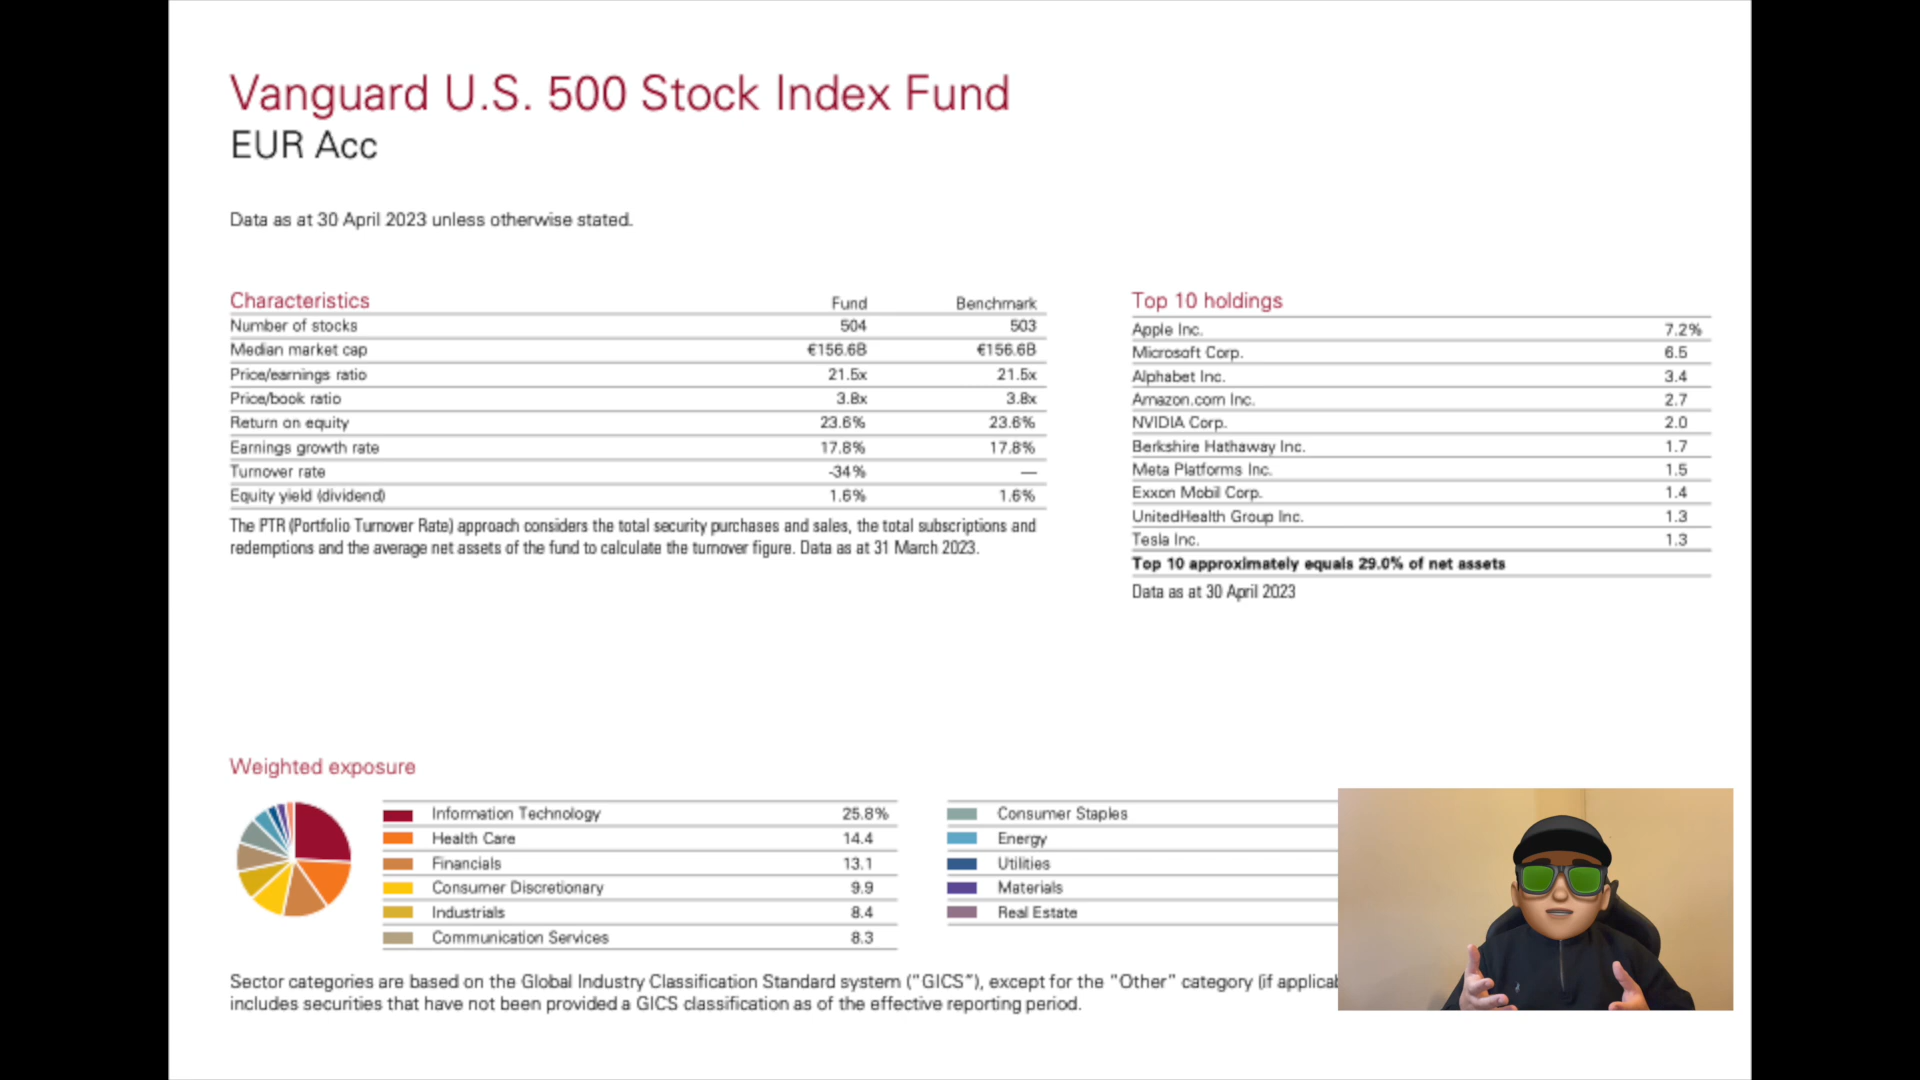 Vanguard U.S. 500 Stock Index Fund
EUR Acc
Data as at 30 April 2023 unless otherwise stated.
Characteristics Fund Benchmark
Number of stocks 504 503
Median market cap €156.6B €156.6B
Price/earnings ratio 21.5x 21.5x
Price/book ratio 3.8x 3.8x
Return on equity 23.6% 23.6%
Earnings growth rate 17.8% 17.8%
Turnover rate -34% —
Equity yield (dividend) 1.6% 1.6%
The PTR (Portfolio Turnover Rate) approach considers the total security purchases and sales, the total subscriptions and
redemptions and the average net assets of the fund to calculate the turnover figure. Data as at 31 March 2023.
Top 10 holdings
Apple Inc. 7.2%
Microsoft Corp. 6.5
Alphabet Inc. 3.4
Amazon.com Inc. 2.7
NVIDIA Corp. 2.0
Berkshire Hathaway Inc. 1.7
Meta Platforms Inc. 1.5
Exxon Mobil Corp. 1.4
UnitedHealth Group Inc. 1.3
Tesla Inc. 1.3
Top 10 approximately equals 29.0% of net assets
Data as at 30 April 2023
Weighted exposure
Information Technology 25.8%
Health Care 14.4
Financials 13.1
Consumer Discretionary 9.9
Industrials 8.4
Communication Services 8.3
Consumer Staples
Energy
Utilities
Materials
Real Estate
Sector categories are based on the Global Industry Classification Standard system ("GICS"), except for the "Other" category (if applicab
includes securities that have not been provided a GICS classification as of the effective reporting period.